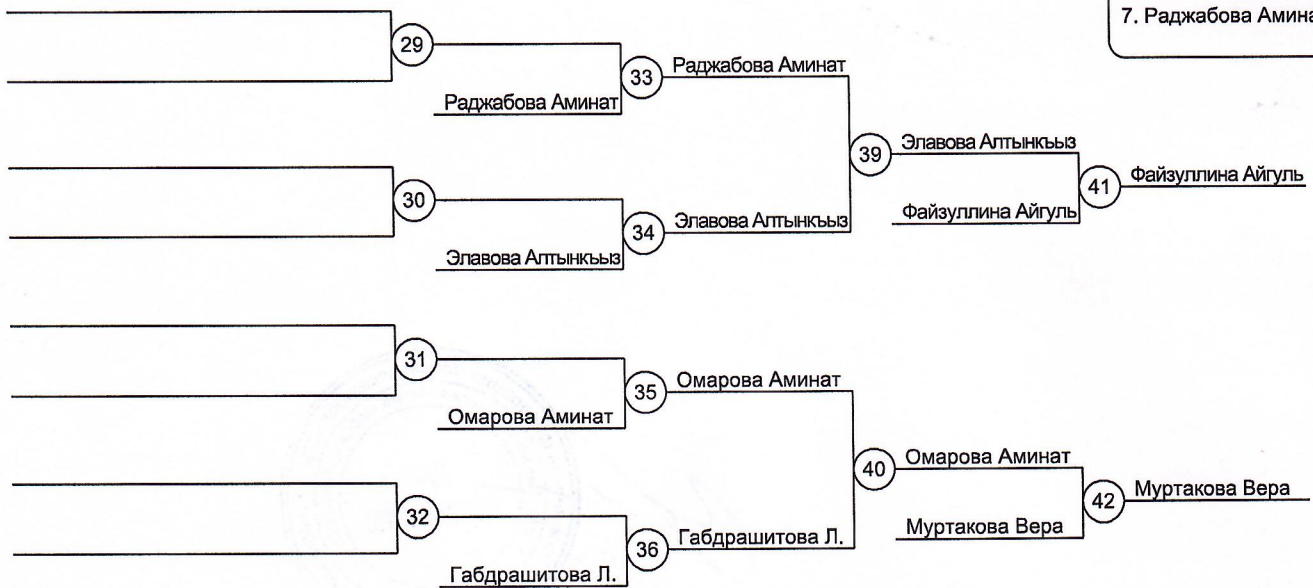 7. Раджабова
29
33
Раджабова Аминат
Раджабова Аминат
39
Элавова Алтынкъыз
41
Файзуллина Айгуль
30
Файзуллина Айгуль
34
Элавова Алтынкъыз
Элавова Алтынкъыз
31
35
Омарова Аминат
Омарова Аминат
40
Омарова Аминат
42
Муртакова Вера
32
Муртакова Вера
36
Габдрашитова Л.
Габдрашитова Л.